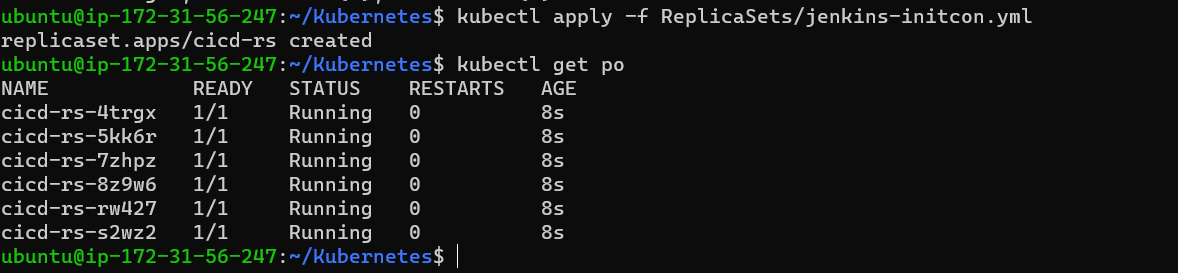 ubuntu@ip-172-31-56-247:~/Kubernetes$ kubectl apply -f ReplicaSets/jenkins-initcon.yml
replicaset.apps/cicd-rs created
ubuntu@ip-172-31-56-247:~/Kubernetes$ kubectl get po
NAME            READY   STATUS    RESTARTS   AGE
cicd-rs-4trgx   1/1     Running   0          8s
cicd-rs-5kk6r   1/1     Running   0          8s
cicd-rs-7zhpz   1/1     Running   0          8s
cicd-rs-8z9w6   1/1     Running   0          8s
cicd-rs-rw427   1/1     Running   0          8s
cicd-rs-s2wz2   1/1     Running   0          8s
ubuntu@ip-172-31-56-247:~/Kubernetes$